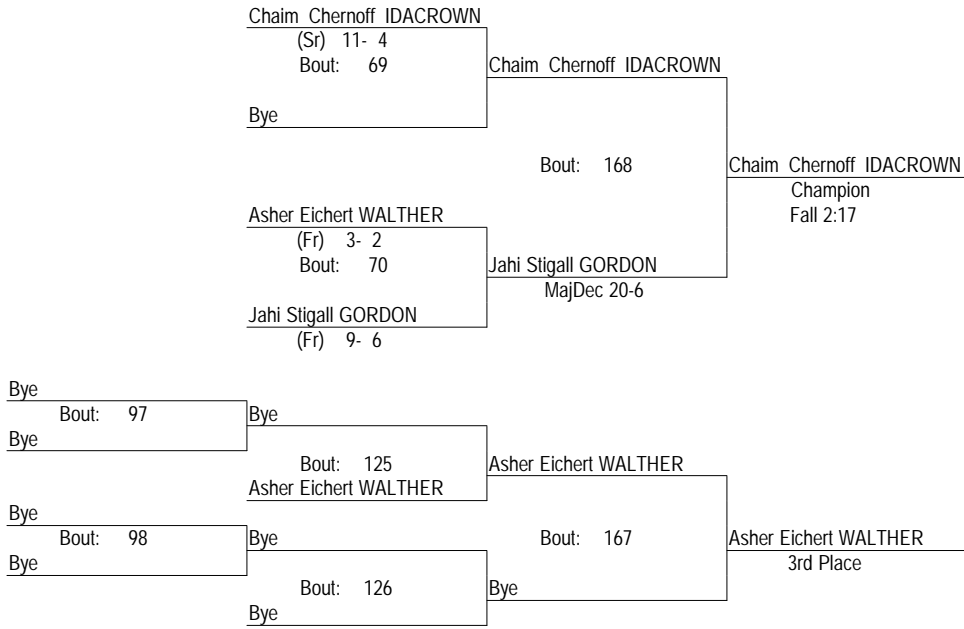 Chaim Chernoff IDACROWN
(Sr) 11- 4
Bout: 69
Chaim Chernoff IDACROWN
Bye
Bout: 168
Chaim Chernoff IDACROWN
Champion
Fall 2:17
Asher Eichert WALTHER
(Fr) 3- 2
Bout: 70
Jahi Stigall GORDON
MajDec 20-6
Jahi Stigall GORDON
(Fr) 9- 6
Bye
Bout: 97
Bye
Bye
Bout: 125
Asher Eichert WALTHER
Asher Eichert WALTHER
Bye
Bout: 98
Bye
Bye
Bout: 167
Asher Eichert WALTHER
3rd Place
Bout: 126
Bye
Bye